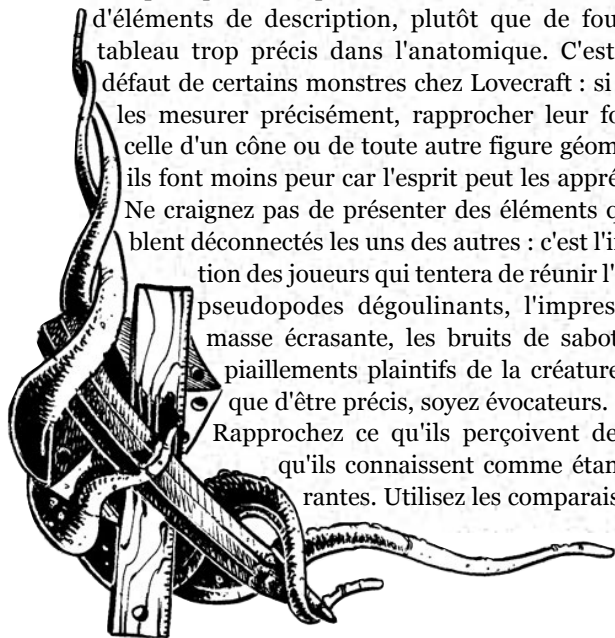 d'éléments de description, plutôt que de fou
tableau trop précis dans l'anatomique. C'est
défaut de certains monstres chez Lovecraft : si
les mesurer précisément, rapprocher leur fo
celle d'un cône ou de toute autre figure géom
ils font moins peur car l'esprit peut les appré
Ne craignez pas de présenter des éléments q
blent déconnectés les uns des autres : c'est l'i
tion des joueurs qui tentera de réunir l'
pseudopodes dégoulinants, l'impres
masse écrasante, les bruits de sabot
piaillements plaintifs de la créature
que d'être précis, soyez évocateurs.
Rapprochez ce qu'ils perçoivent de
qu'ils connaissent comme étan
rantes. Utilisez les comparais